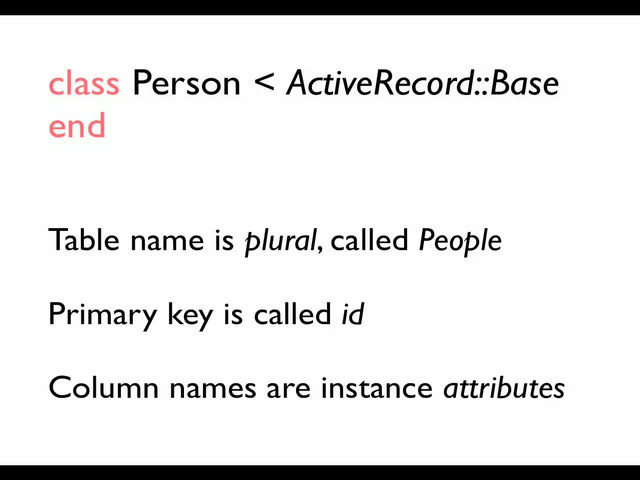 class Person < ActiveRecord::Base
end
Table name is plural, called People
Primary key is called id
Column names are instance attributes